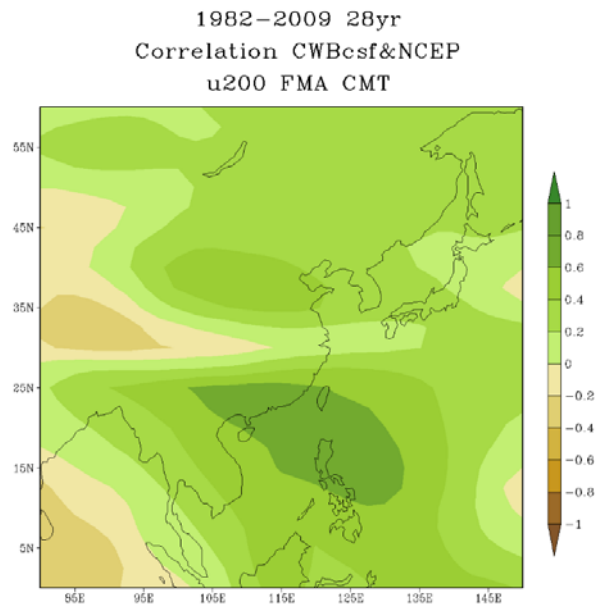 1982−2009 28yr
Correlation CWBcsf&NCEP
u200 FMA CMT
55N
45N
35N
25N
15N
5N
85E 95E 105E 115E 125E 135E 145E
1
0.8
0.6
0.4
0.2
0
−0.2
−0.4
−0.6
−0.8
−1